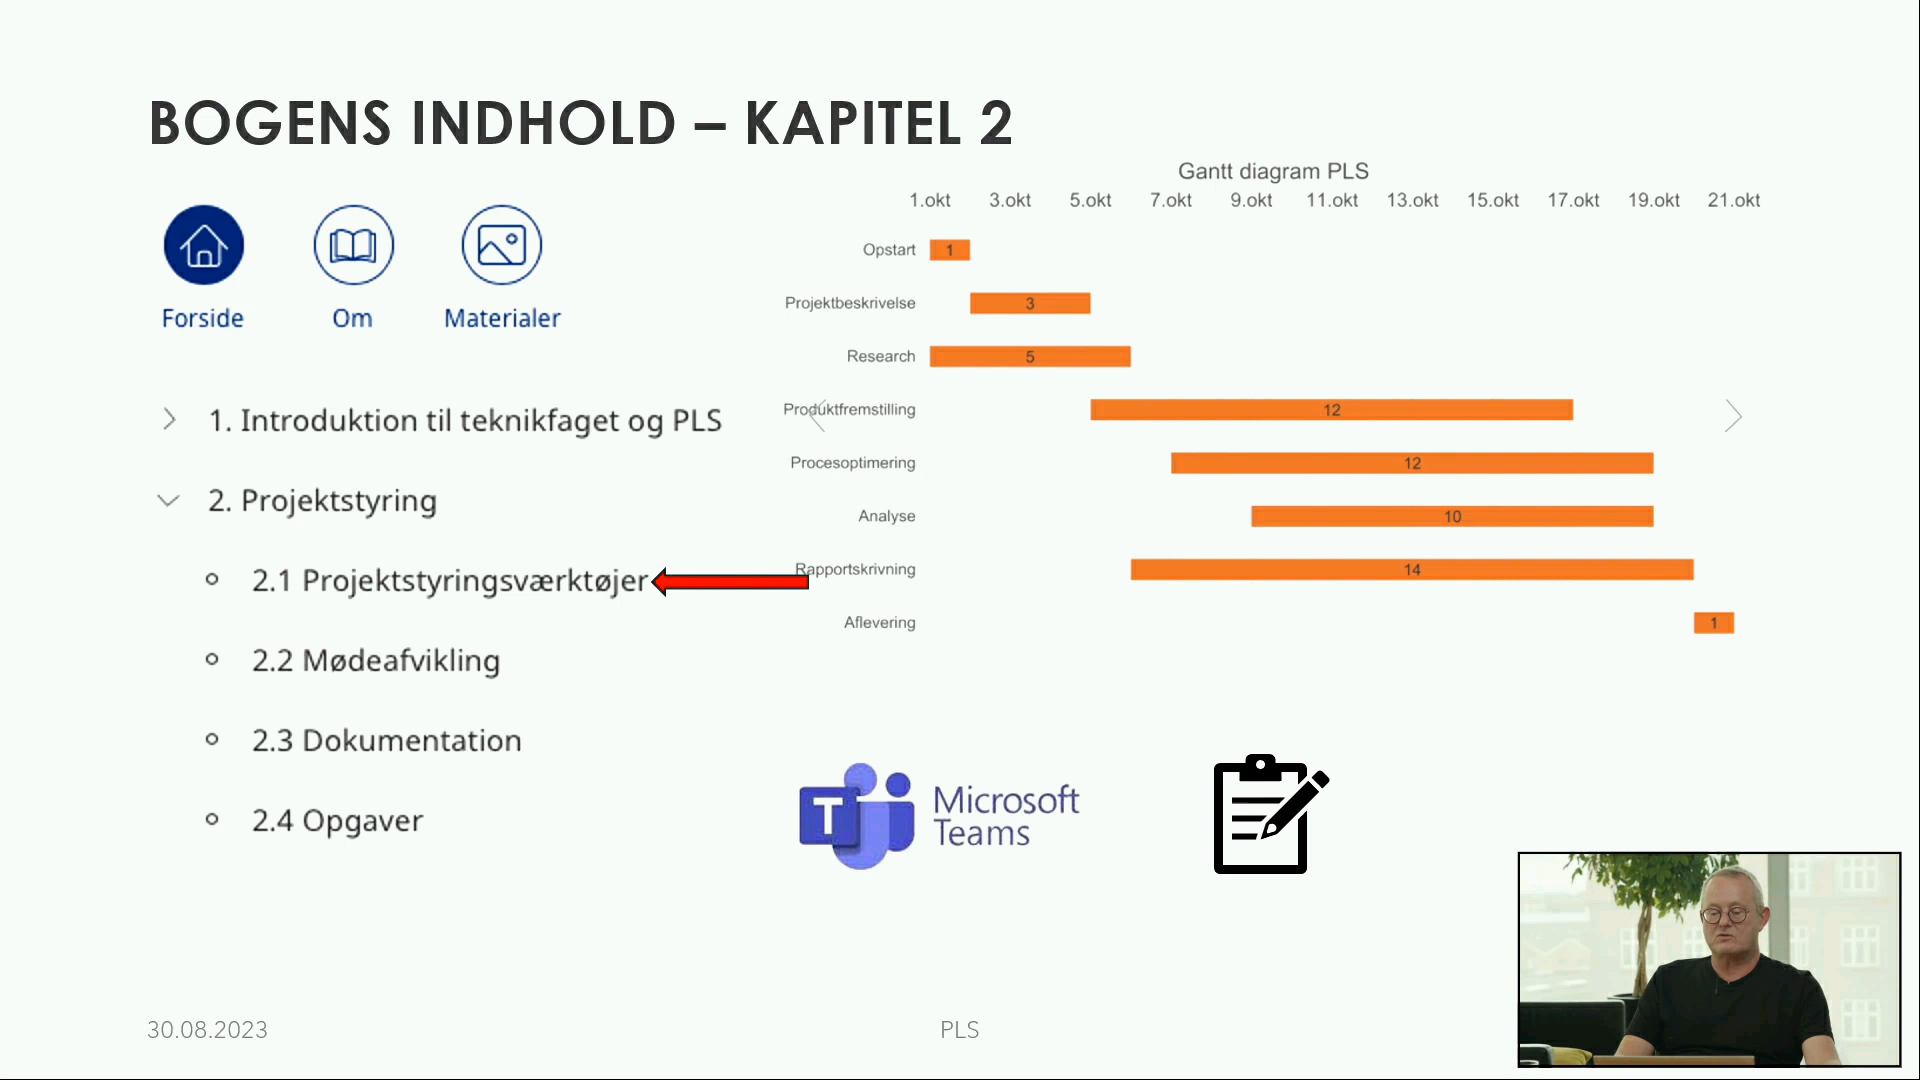 BOGENS INDHOLD – KAPITEL 2
Forside
Om
Materialer
1. Introduktion til teknikfaget og PLS
2. Projektstyring
2.1 Projektstyringsværktøjer
2.2 Mødeafvikling
2.3 Dokumentation
2.4 Opgaver
Gantt diagram PLS
1.okt 3.okt 5.okt 7.okt 9.okt 11.okt 13.okt 15.okt 17.okt 19.okt 21.okt
Opstart 1
Projektbeskrivelse 3
Research 5
Produktfremstilling 12
Procesoptimering 12
Analyse 10
Rapportskrivning 14
Aflevering 1
T
Microsoft
Teams
30.08.2023
PLS